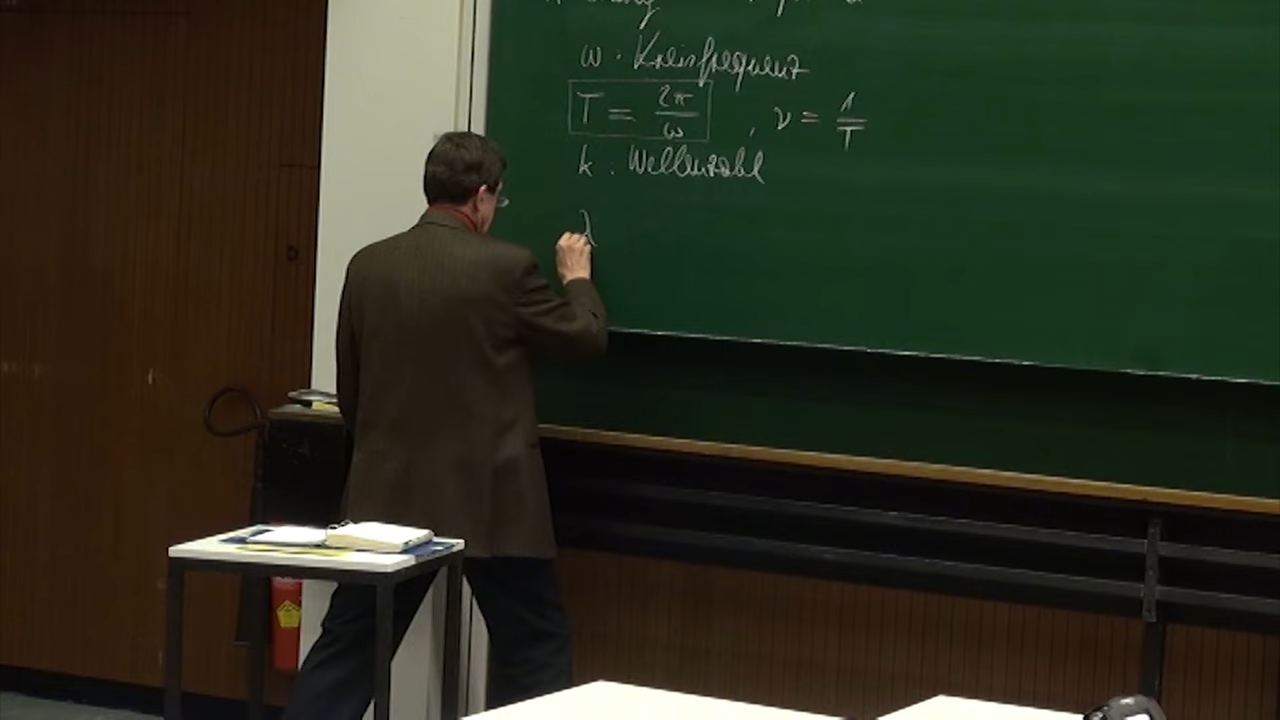 ω : Kreisfrequenz
T = 2π/ω , ν = 1/T
k : Wellenzahl
λ